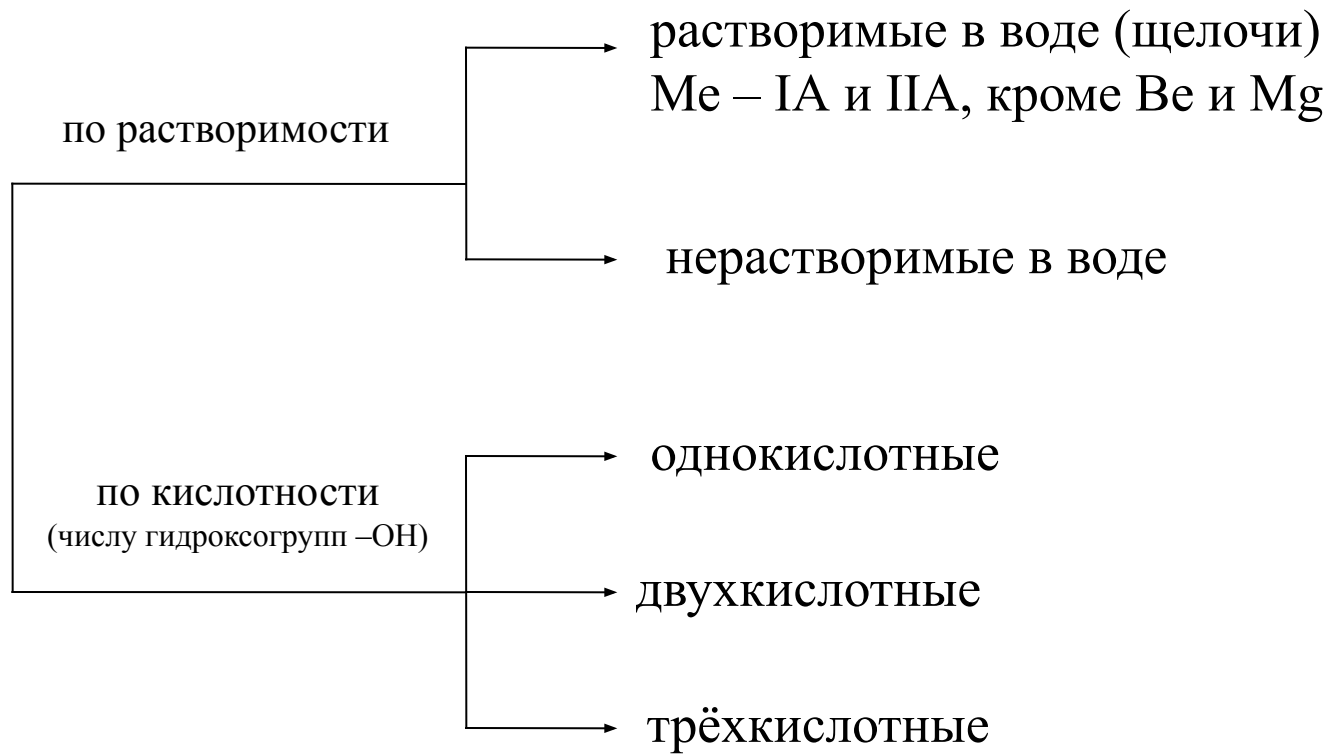 растворимые в воде (щелочи)
Me – IA и IIA, кроме Be и Mg
по растворимости
нерастворимые в воде
однокислотные
по кислотности
(числу гидроксогрупп –OH)
двухкислотные
трёхкислотные